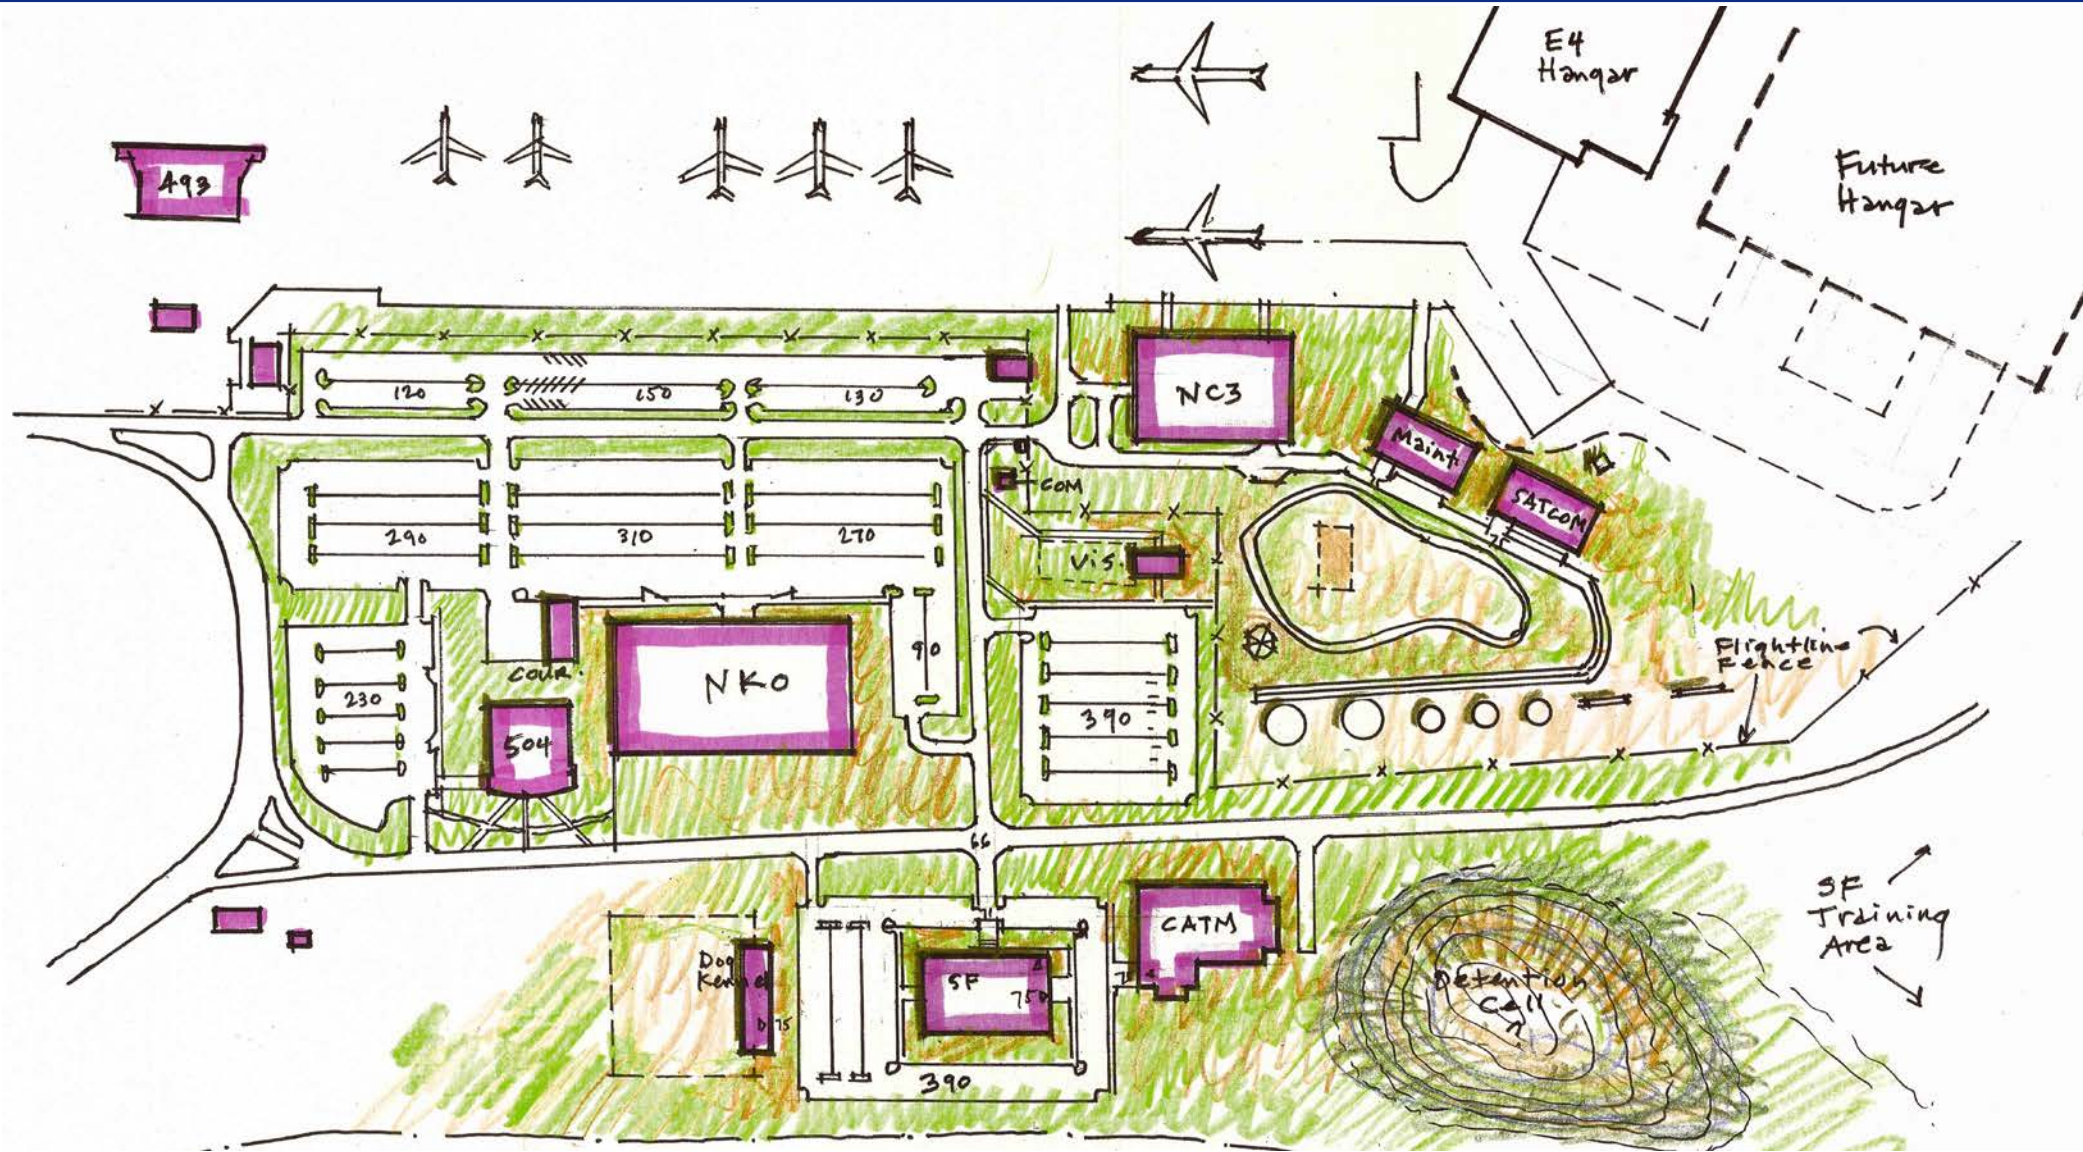 E4
Hangar
Future
Hangar
493
NC3
120
150
130
Maint
SATCOM
COM
290
310
270
Vis.
Flightline
Fence
90
COUR.
NKO
230
390
504
66
SF
Training
Area
CATM
Dog
Kennel
SF
750
75
75
Detention
Cell
390